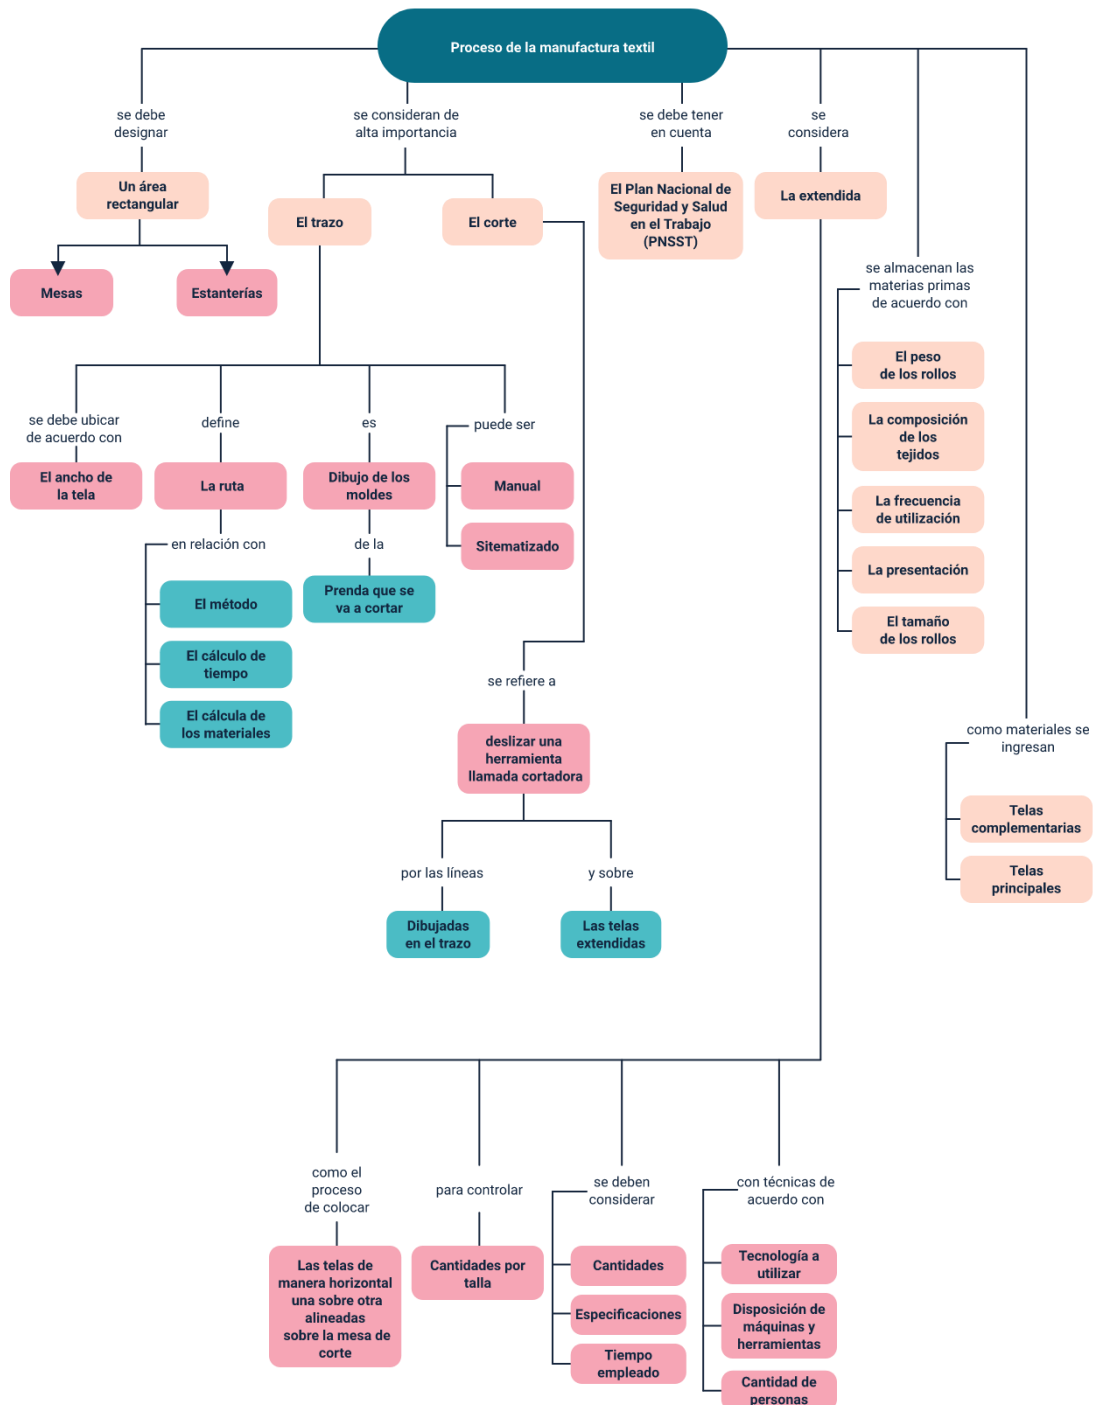 Proceso de la manufactura textil
se debe
designar
se consideran de
alta importancia
se debe tener
en cuenta
se
considera
Un área
rectangular
El trazo
El corte
El Plan Nacional de
Seguridad y Salud
en el Trabajo
(PNSST)
La extendida
Mesas
Estanterías
se almacenan las
materias primas
de acuerdo con
El peso
de los rollos
La composición
de los
tejidos
La frecuencia
de utilización
La presentación
El tamaño
de los rollos
se debe ubicar
de acuerdo con
define
es
puede ser
El ancho de
la tela
La ruta
Dibujo de los
moldes
Manual
Sitematizado
en relación con
de la
El método
Prenda que se
va a cortar
El cálculo de
tiempo
El cálcula de
los materiales
se refiere a
deslizar una
herramienta
llamada cortadora
por las líneas
y sobre
Dibujadas
en el trazo
Las telas
extendidas
como materiales se
ingresan
Telas
complementarias
Telas
principales
como el
proceso
de colocar
para controlar
se deben
considerar
con técnicas de
acuerdo con
Las telas de
manera horizontal
una sobre otra
alineadas
sobre la mesa de
corte
Cantidades por
talla
Cantidades
Especificaciones
Tiempo
empleado
Tecnología a
utilizar
Disposición de
máquinas y
herramientas
Cantidad de
personas